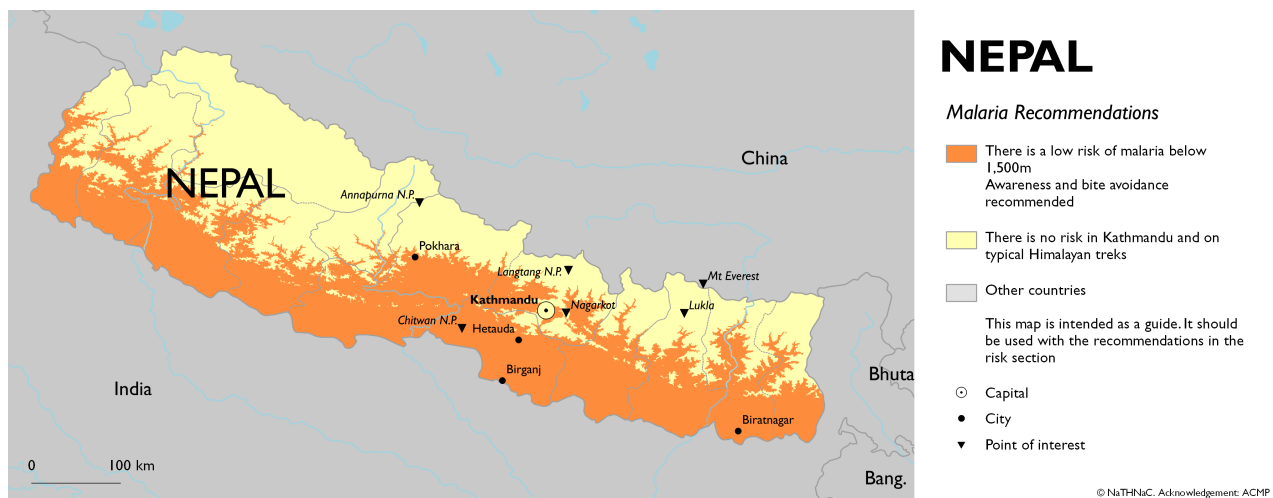 NEPAL
China
Annapurna N.P.
Pokhara
Langtang N.P.
Mt Everest
Kathmandu
Nagarkot
Lukla
Chitwan N.P.
Hetauda
Birganj
India
Bhuta
Biratnagar
Bang.
0 100 km
NEPAL
Malaria Recommendations
There is a low risk of malaria below
1,500m
Awareness and bite avoidance
recommended
There is no risk in Kathmandu and on
typical Himalayan treks
Other countries
This map is intended as a guide. It should
be used with the recommendations in the
risk section
Capital
City
Point of interest
© NaTHNaC. Acknowledgement: ACMP